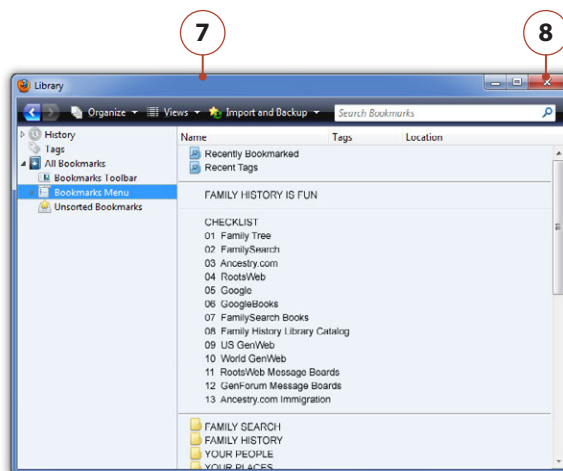 7 8
Library
Organize Views Import and Backup Search Bookmarks
History
Tags
All Bookmarks
Bookmarks Toolbar
Bookmarks Menu
Unsorted Bookmarks
Name Tags Location
Recently Bookmarked
Recent Tags
FAMILY HISTORY IS FUN
CHECKLIST
01 Family Tree
02 FamilySearch
03 Ancestry.com
04 RootsWeb
05 Google
06 GoogleBooks
07 FamilySearch Books
08 Family History Library Catalog
09 US GenWeb
10 World GenWeb
11 RootsWeb Message Boards
12 GenForum Message Boards
13 Ancestry.com Immigration
FAMILY SEARCH
FAMILY HISTORY
YOUR PEOPLE
YOUR PLACES